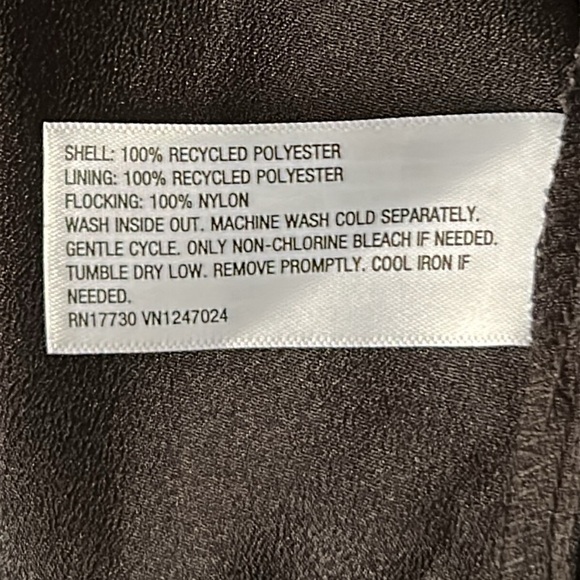 SHELL: 100% RECYCLED POLYESTER
LINING: 100% RECYCLED POLYESTER
FLOCKING: 100% NYLON
WASH INSIDE OUT. MACHINE WASH COLD SEPARATELY.
GENTLE CYCLE. ONLY NON-CHLORINE BLEACH IF NEEDED.
TUMBLE DRY LOW. REMOVE PROMPTLY. COOL IRON IF
NEEDED.
RN17730 VN1247024